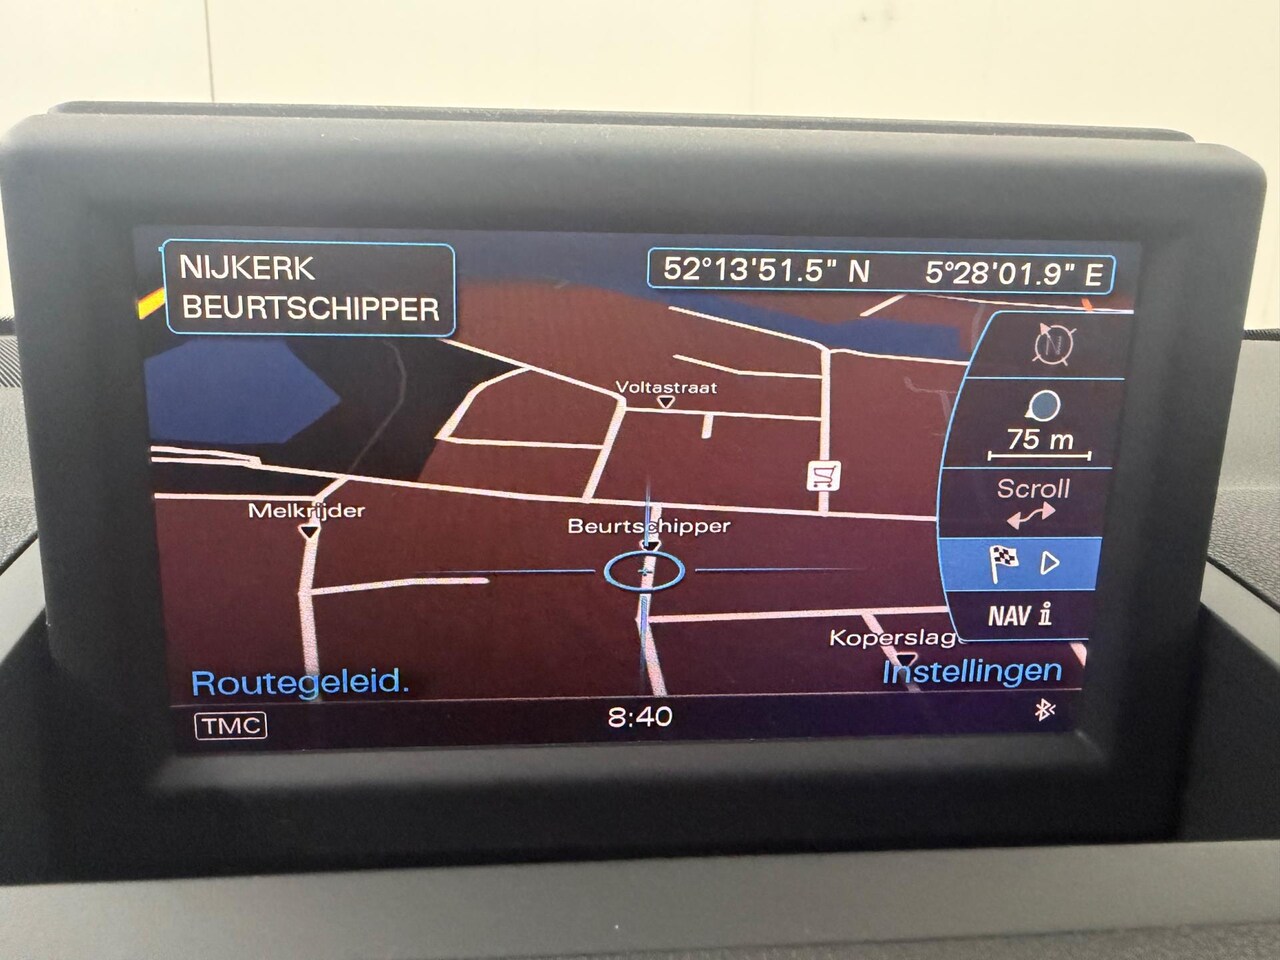 NIJKERK
BEURTSCHIPPER
52°13'51.5" N 5°28'01.9" E
N
Voltastraat
75 m
Scroll
Melkrijder
Beurtschipper
NAV i
Koperslag
Routegeleid.
Instellingen
TMC
8:40